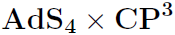 AdS₄ × CP³